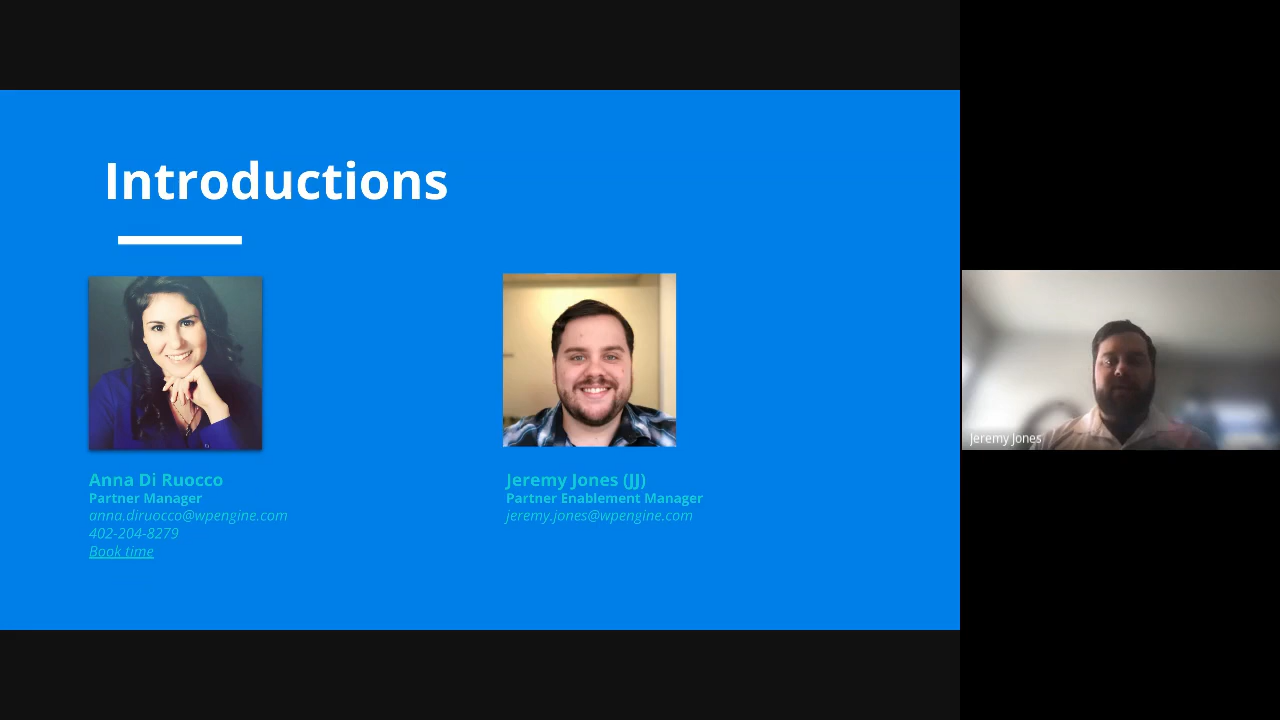 Introductions
Anna Di Ruocco
Partner Manager
anna.diruocco@wpengine.com
402-204-8279
Book time
Jeremy Jones (JJ)
Partner Enablement Manager
jeremy.jones@wpengine.com
Jeremy Jones